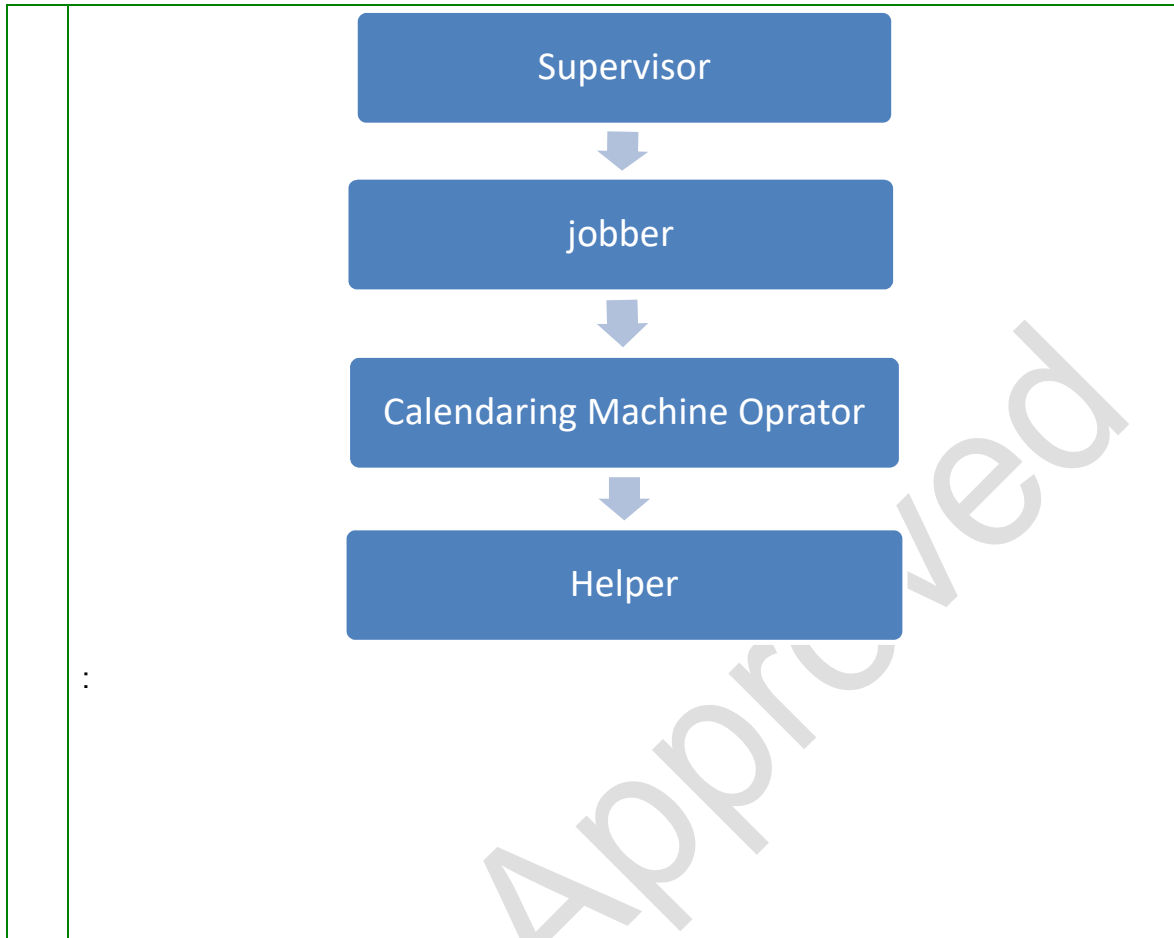 Supervisor
jobber
Calendaring Machine Oprator
Helper
:
Approved